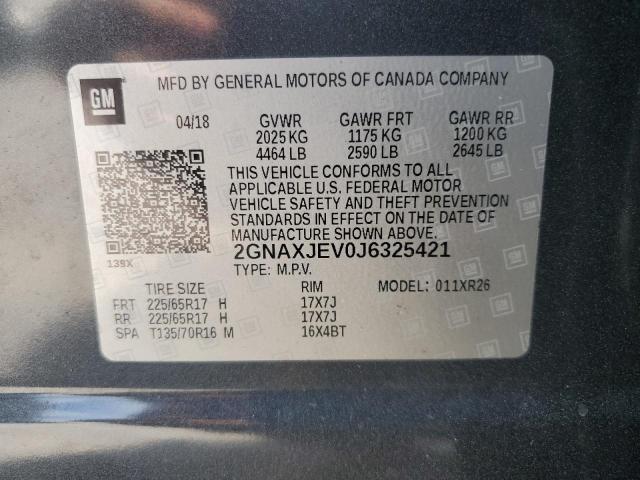 GM
MFD BY GENERAL MOTORS OF CANADA COMPANY
04/18 GVWR GAWR FRT GAWR RR
2025 KG 1175 KG 1200 KG
4464 LB 2590 LB 2645 LB
THIS VEHICLE CONFORMS TO ALL
APPLICABLE U.S. FEDERAL MOTOR
VEHICLE SAFETY AND THEFT PREVENTION
STANDARDS IN EFFECT ON THE DATE OF
MANUFACTURE SHOWN ABOVE.
139X
2GNAXJEV0J6325421
TYPE: M.P.V. MODEL: 011XR26
TIRE SIZE RIM
FRT 225/65R17 H 17X7J
RR 225/65R17 H 17X7J
SPA T135/70R16 M 16X4BT